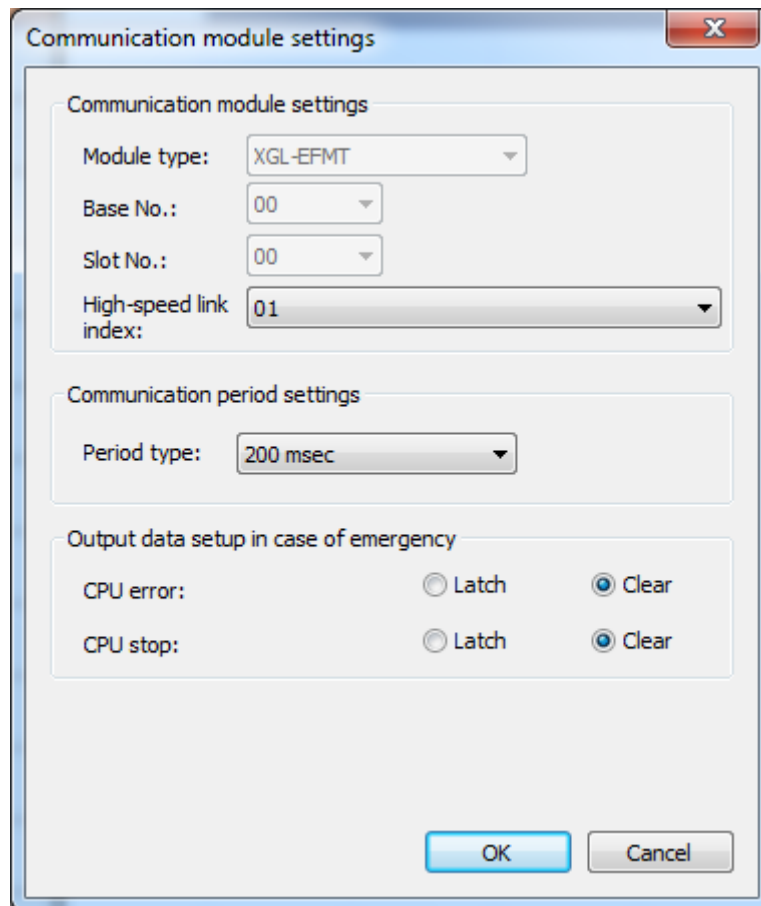 Communication module settings
Communication module settings
Module type: XGL-EFMT
Base No.: 00
Slot No.: 00
High-speed link index: 01
Communication period settings
Period type: 200 msec
Output data setup in case of emergency
CPU error: Latch Clear
CPU stop: Latch Clear
OK Cancel